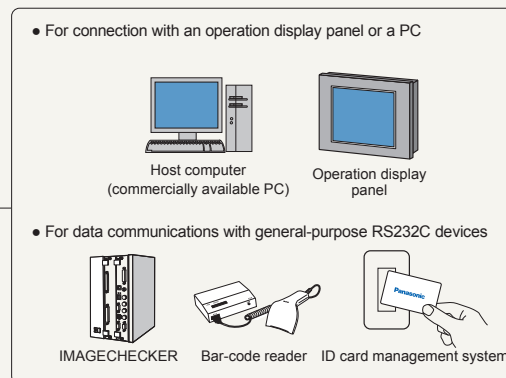 ● For connection with an operation display panel or a PC
Host computer
(commercially available PC)
Operation display
panel
● For data communications with general-purpose RS232C devices
Panasonic
IMAGECHECKER
Bar-code reader
ID card management system